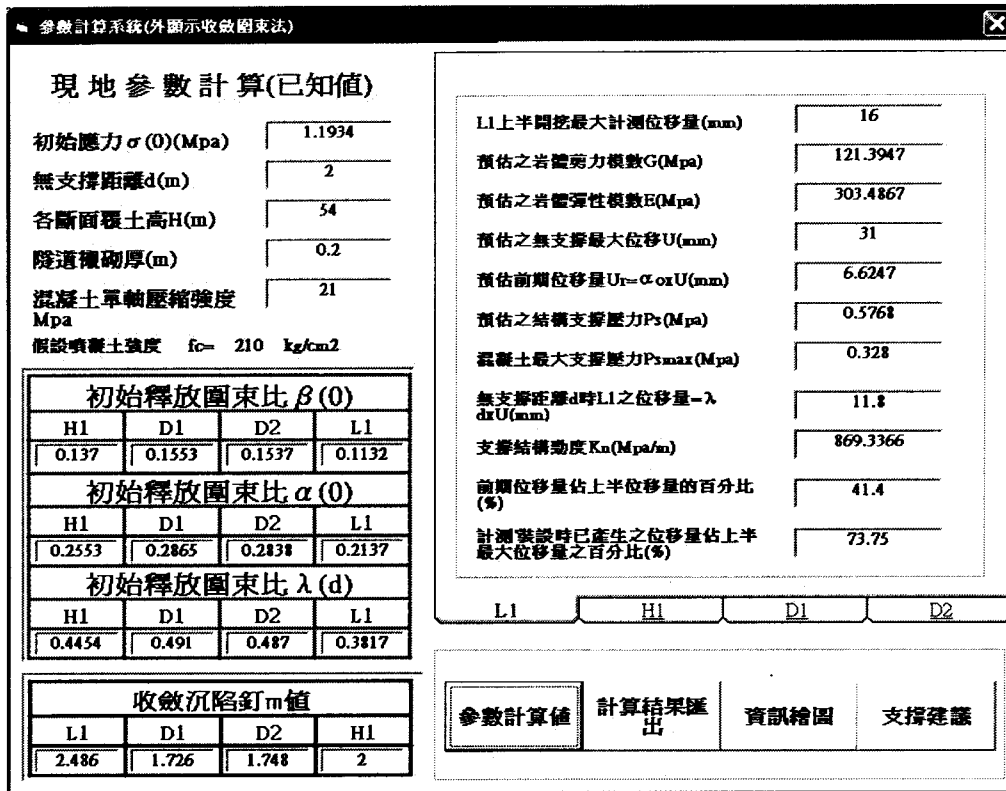 參數計算系統(外顯示收斂圍束法)
現地參數計算(已知值)
初始應力σ(0)(Mpa) 1.1934
無支撐距離d(m) 2
各斷面覆土高H(m) 54
隧道襯砌厚(m) 0.2
混凝土單軸壓縮強度 21
Mpa
假設噴凝土強度 fc= 210 kg/cm2
初始釋放圍束比β(0)
H1 D1 D2 L1
0.137 0.1553 0.1537 0.1132
初始釋放圍束比α(0)
H1 D1 D2 L1
0.2553 0.2865 0.2838 0.2137
初始釋放圍束比λ(d)
H1 D1 D2 L1
0.4454 0.491 0.487 0.3817
收斂沉陷釘m值
L1 D1 D2 H1
2.486 1.726 1.748 2
L1上半開挖最大計測位移量(mm) 16
預估之岩體剪力模數G(Mpa) 121.3947
預估之岩體彈性模數E(Mpa) 303.4867
預估之無支撐最大位移U(mm) 31
預估前期位移量Ur=αoxU(mm) 6.6247
預估之結構支撐壓力Ps(Mpa) 0.5768
混凝土最大支撐壓力Psmax(Mpa) 0.328
無支撐距離d時L1之位移量=λ
dxU(mm) 11.8
支撐結構勁度Kn(Mpa/m) 869.3366
前期位移量佔上半位移量的百分比
(%) 41.4
計測裝設時已產生之位移量佔上半
最大位移量之百分比(%) 73.75
L1 H1 D1 D2
參數計算值 計算結果匯
出 資訊繪圖 支撐建議